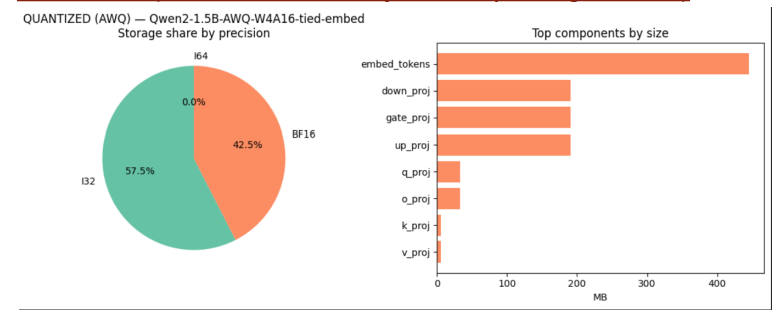 QUANTIZED (AWQ) — Qwen2-1.5B-AWQ-W4A16-tied-embed
Storage share by precision
I64
0.0%
BF16
42.5%
57.5%
I32
Top components by size
embed_tokens
down_proj
gate_proj
up_proj
q_proj
o_proj
k_proj
v_proj
0 100 200 300 400
MB